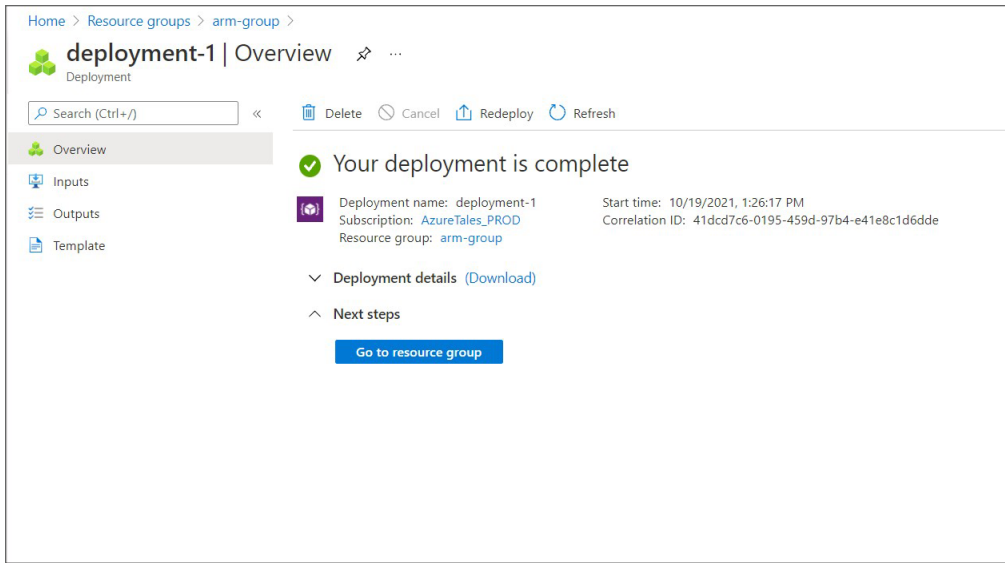 Home > Resource groups > arm-group >
deployment-1 | Overview ...
Deployment
Search (Ctrl+/) «
Overview
Inputs
Outputs
Template
Delete Cancel Redeploy Refresh
Your deployment is complete
Deployment name: deployment-1 Start time: 10/19/2021, 1:26:17 PM
Subscription: AzureTales_PROD Correlation ID: 41dcd7c6-0195-459d-97b4-e41e8c1d6dde
Resource group: arm-group
Deployment details (Download)
Next steps
Go to resource group